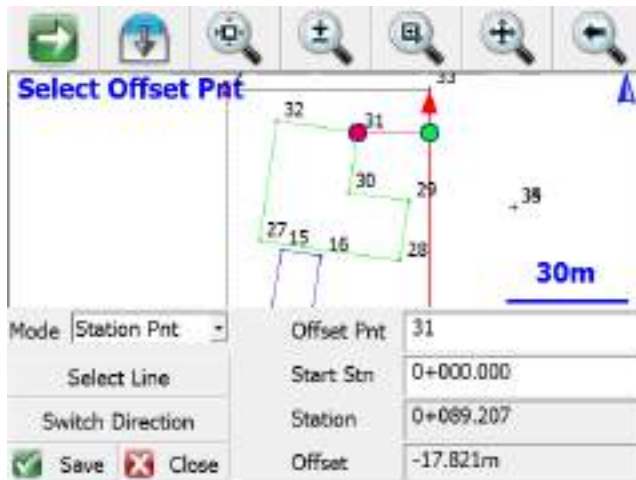 Select Offset Pnt
33
32
31
30
29
27
15
16
28
30m
Mode
Station Pnt
Offset Pnt
31
Select Line
Start Stn
0+000.000
Switch Direction
Station
0+089.207
Save
Close
Offset
-17.821m